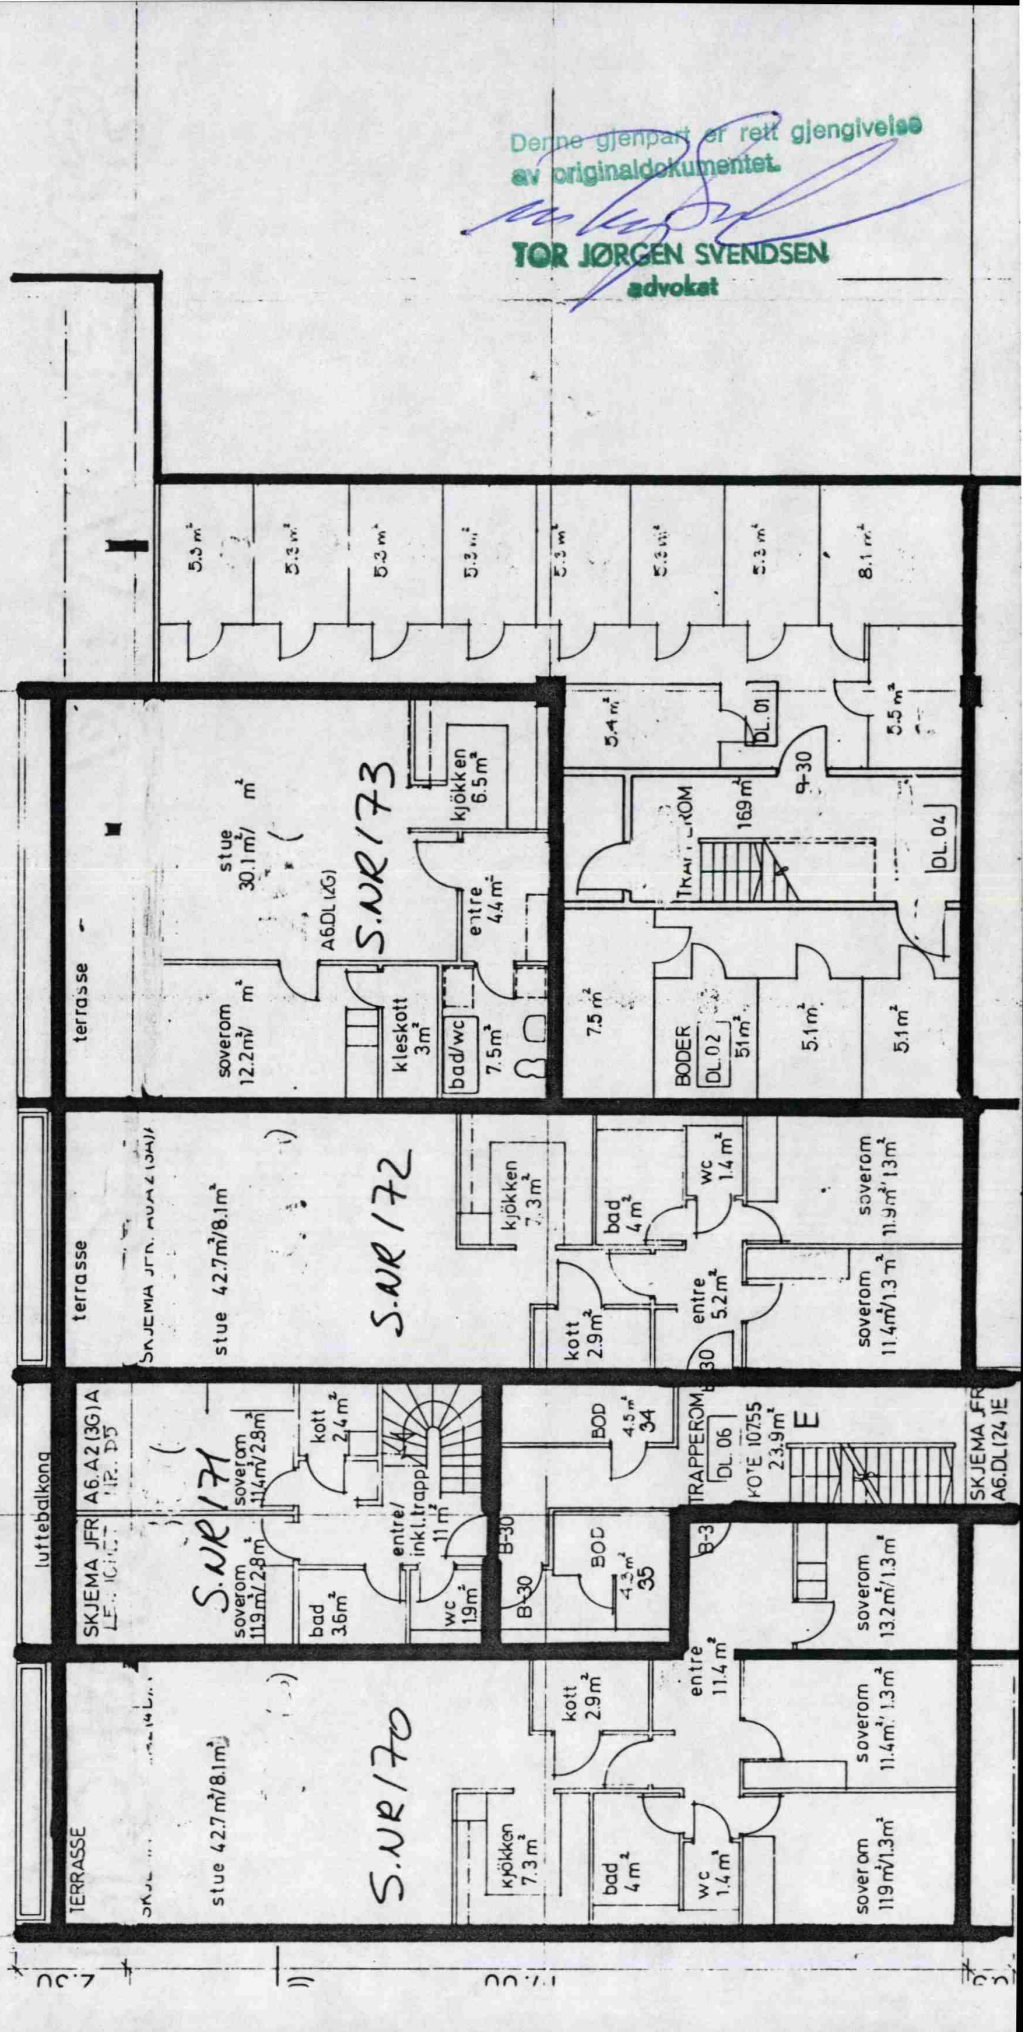 Denne gjenpart er rett gjengivelse
av originaldokumentet.
TOR JØRGEN SVENDSEN
advokat
5.3 m²
5.3 m²
5.3 m²
5.3 m²
5.3 m²
5.3 m²
5.3 m²
8.1 m²
5.4 m²
DL. 01
5.5 m²
B-30
16.9 m²
DL. 04
7.5 m²
BODER
DL. 02
5.1 m²
5.1 m²
5.1 m²
terrasse
stue
30.1 m²/ m²
A6.DL (2G)
S.NR 173
kjökken
6.5 m²
entre
4.4 m²
soverom
12.2 m²/ m²
kleskott
3 m²
bad/wc
7.5 m²
terrasse
SKJEMA JFR.
stue 42.7 m²/8.1 m²
S.NR 172
kjökken
7.3 m²
bad
4 m²
wc
1.4 m²
kott
2.9 m²
entre
5.2 m²
soverom
11.9 m²/1.3 m²
soverom
11.4 m²/1.3 m²
luftebalkong
SKJEMA JFR A6.A2 (3G) A
S.NR 171
soverom
11.9 m²/2.8 m²
soverom
11.4 m²/2.8 m²
kott
2.4 m²
entre/
inkl. trapp
11 m²
bad
3.6 m²
wc
1.9 m²
B-30
B-30
BOD
4.5 m²
34
BOD
4.3 m²
35
TRAPPEROM
DL 06
KOTE 107.55
23.9 m²
E
SKJEMA JFR
A6.DL (24) E
TERRASSE
stue 42.7 m²/8.1 m²
S.NR 170
kjökken
7.3 m²
kott
2.9 m²
entre
11.4 m²
bad
4 m²
wc
1.4 m²
soverom
13.2 m²/1.3 m²
soverom
11.4 m²/1.3 m²
soverom
11.9 m²/1.3 m²